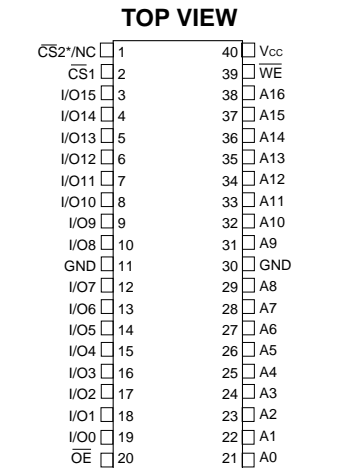 TOP VIEW
C̅S̅2*/NC 1 40 Vcc
C̅S̅1 2 39 W̅E̅
I/O15 3 38 A16
I/O14 4 37 A15
I/O13 5 36 A14
I/O12 6 35 A13
I/O11 7 34 A12
I/O10 8 33 A11
I/O9 9 32 A10
I/O8 10 31 A9
GND 11 30 GND
I/O7 12 29 A8
I/O6 13 28 A7
I/O5 14 27 A6
I/O4 15 26 A5
I/O3 16 25 A4
I/O2 17 24 A3
I/O1 18 23 A2
I/O0 19 22 A1
O̅E̅ 20 21 A0